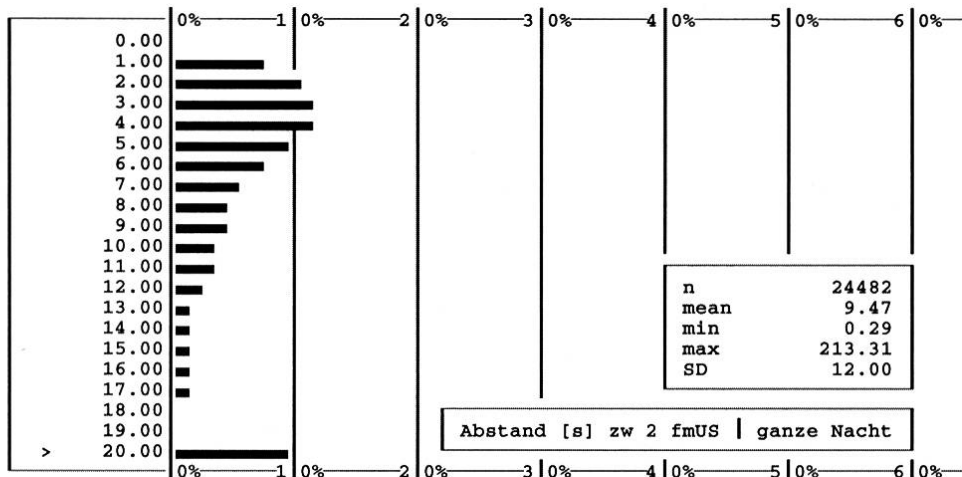 0% 1 0% 2 0% 3 0% 4 0% 5 0% 6 0%
0.00
1.00
2.00
3.00
4.00
5.00
6.00
7.00
8.00
9.00
10.00
11.00
12.00
13.00
14.00
15.00
16.00
17.00
18.00
19.00
> 20.00
n 24482
mean 9.47
min 0.29
max 213.31
SD 12.00
Abstand [s] zw 2 fmUS | ganze Nacht
0% 1 0% 2 0% 3 0% 4 0% 5 0% 6 0%